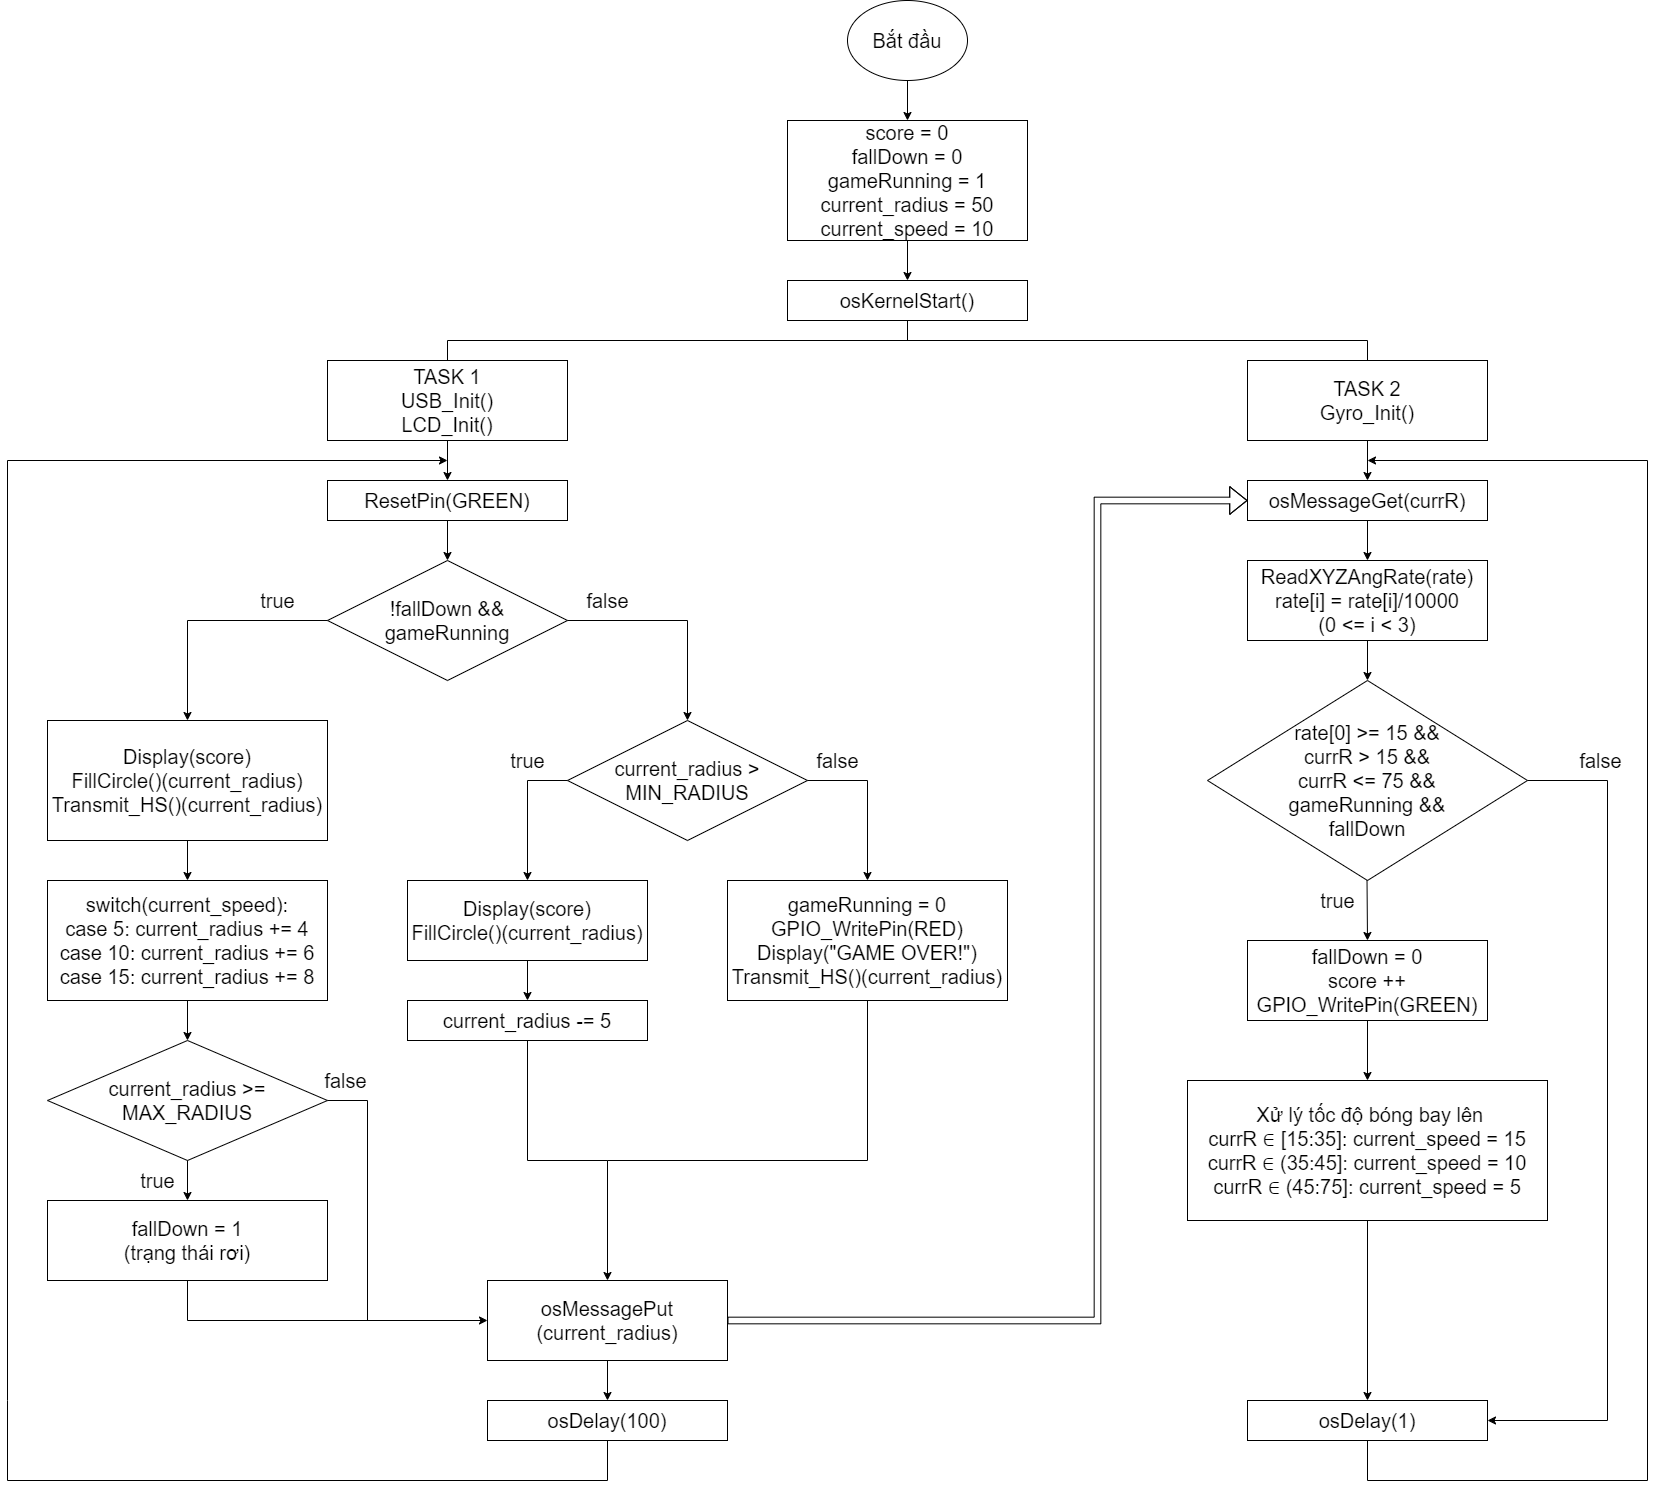 Bắt đầu
score = 0
fallDown = 0
gameRunning = 1
current_radius = 50
current_speed = 10
osKernelStart()
TASK 1
USB_Init()
LCD_Init()
ResetPin(GREEN)
!fallDown &&
gameRunning
true
false
Display(score)
FillCircle()(current_radius)
Transmit_HS()(current_radius)
switch(current_speed):
case 5: current_radius += 4
case 10: current_radius += 6
case 15: current_radius += 8
current_radius >=
MAX_RADIUS
false
true
fallDown = 1
(trạng thái rơi)
current_radius >
MIN_RADIUS
true
false
Display(score)
FillCircle()(current_radius)
current_radius -= 5
gameRunning = 0
GPIO_WritePin(RED)
Display("GAME OVER!")
Transmit_HS()(current_radius)
osMessagePut
(current_radius)
osDelay(100)
TASK 2
Gyro_Init()
osMessageGet(currR)
ReadXYZAngRate(rate)
rate[i] = rate[i]/10000
(0 <= i < 3)
rate[0] >= 15 &&
currR > 15 &&
currR <= 75 &&
gameRunning &&
fallDown
false
true
fallDown = 0
score ++
GPIO_WritePin(GREEN)
Xử lý tốc độ bóng bay lên
currR ∈ [15:35]: current_speed = 15
currR ∈ (35:45]: current_speed = 10
currR ∈ (45:75]: current_speed = 5
osDelay(1)